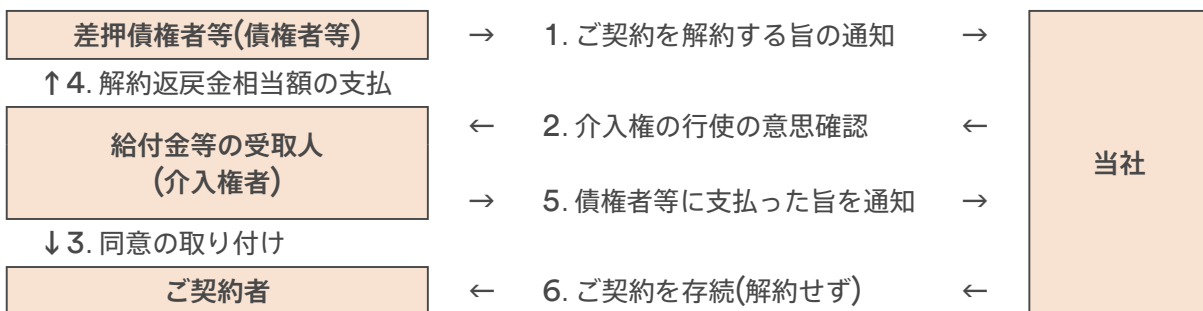 差押債権者等(債権者等) → 1. ご契約を解約する旨の通知 →
↑4. 解約返戻金相当額の支払
給付金等の受取人
(介入権者)
← 2. 介入権の行使の意思確認 ←
→ 5. 債権者等に支払った旨を通知 →
当社
↓3. 同意の取り付け
ご契約者 ← 6. ご契約を存続(解約せず) ←